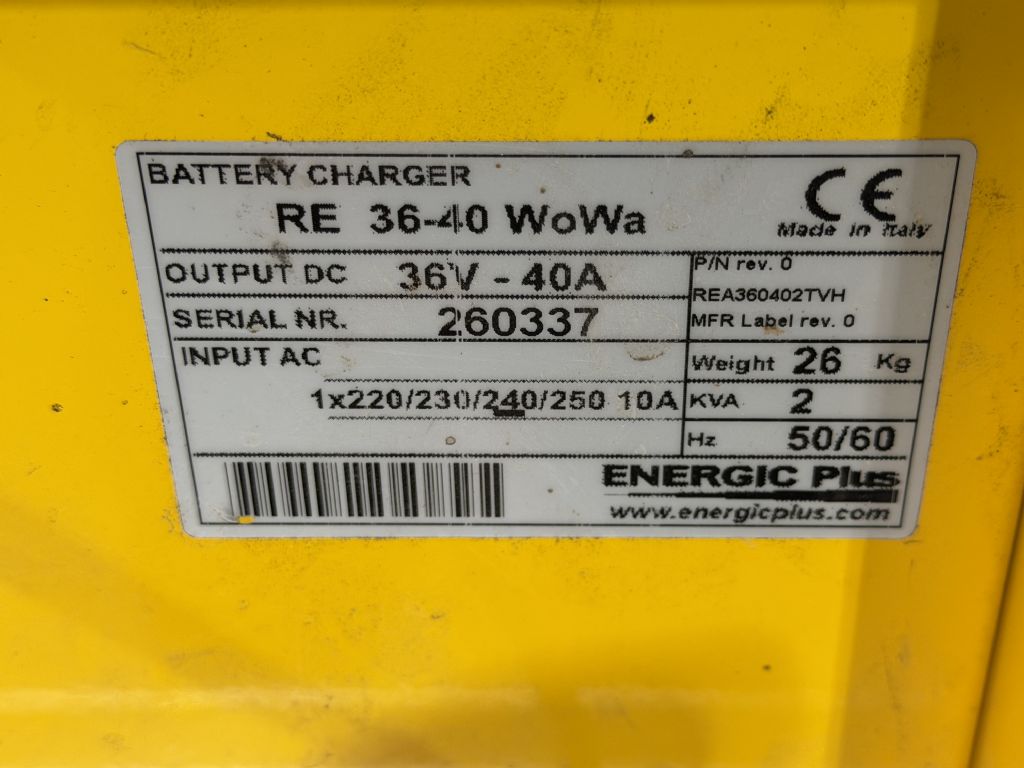 BATTERY CHARGER
CE
RE 36-40 WoWa
Made in Italy
OUTPUT DC 36V - 40A
P/N rev. 0
REA360402TVH
SERIAL NR. 260337
MFR Label rev. 0
INPUT AC
Weight 26 Kg
1x220/230/240/250 10A
KVA 2
Hz 50/60
ENERGIC Plus
www.energicplus.com